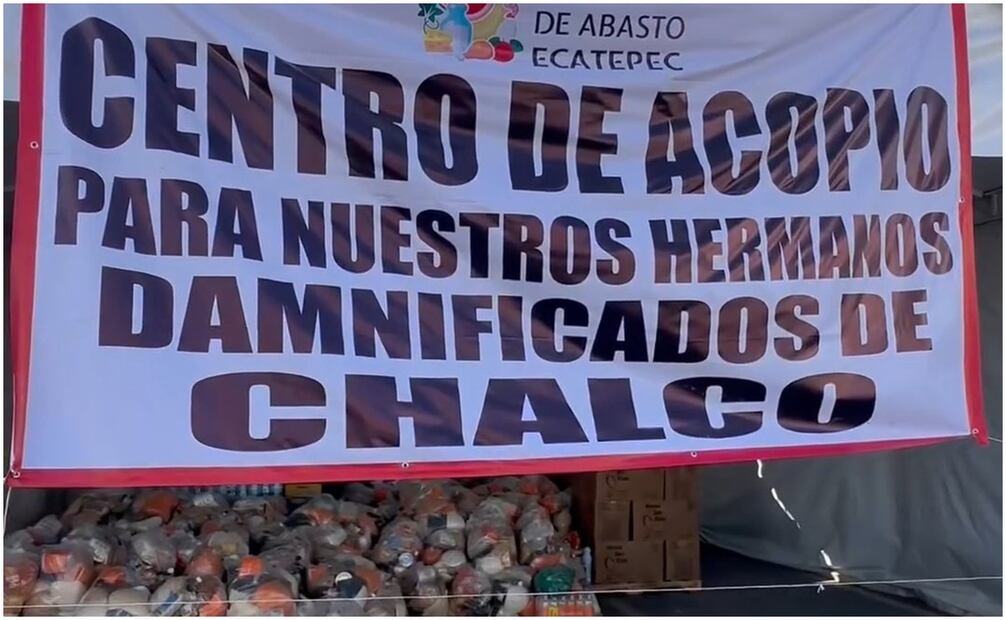 DE ABASTO
ECATEPEC
CENTRO DE ACOPIO
PARA NUESTROS HERMANOS
DAMNIFICADOS DE
CHALCO